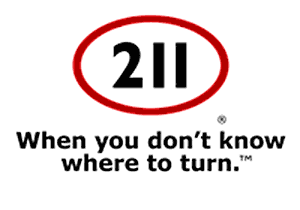 211
®
When you don't know
where to turn.™